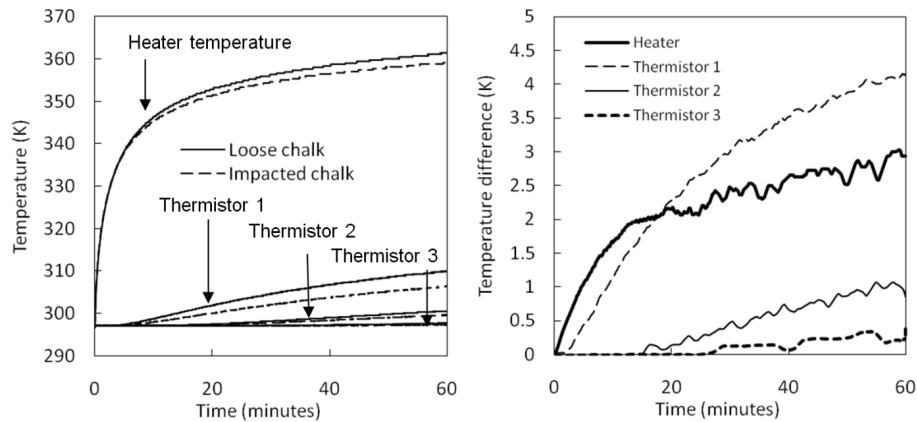 370
360
350
340
330
320
310
300
290
Temperature (K)
Heater temperature
Loose chalk
Impacted chalk
Thermistor 1
Thermistor 2
Thermistor 3
0 20 40 60
Time (minutes)
5
4.5
4
3.5
3
2.5
2
1.5
1
0.5
0
Temperature difference (K)
Heater
Thermistor 1
Thermistor 2
Thermistor 3
0 20 40 60
Time (minutes)